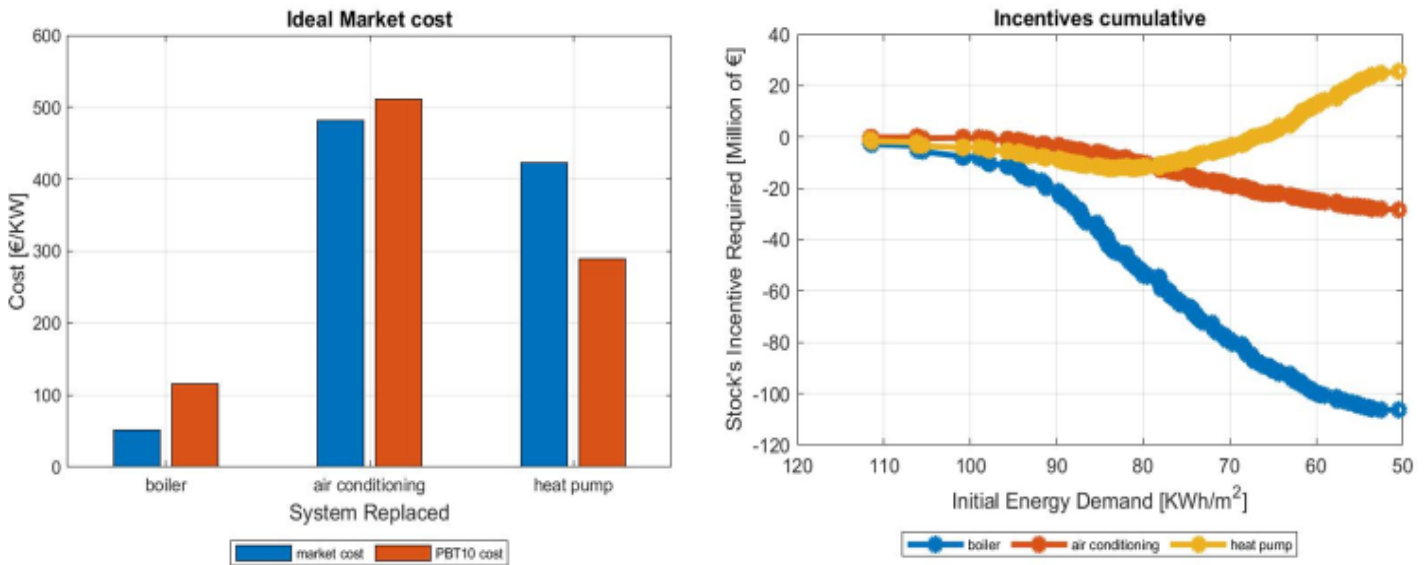 Ideal Market cost
600
500
400
300
200
100
0
Cost [€/KW]
boiler
air conditioning
heat pump
System Replaced
market cost
PBT10 cost
Incentives cumulative
40
20
0
-20
-40
-60
-80
-100
-120
Stock's Incentive Required [Million of €]
120
110
100
90
80
70
60
50
Initial Energy Demand [KWh/m²]
boiler
air conditioning
heat pump